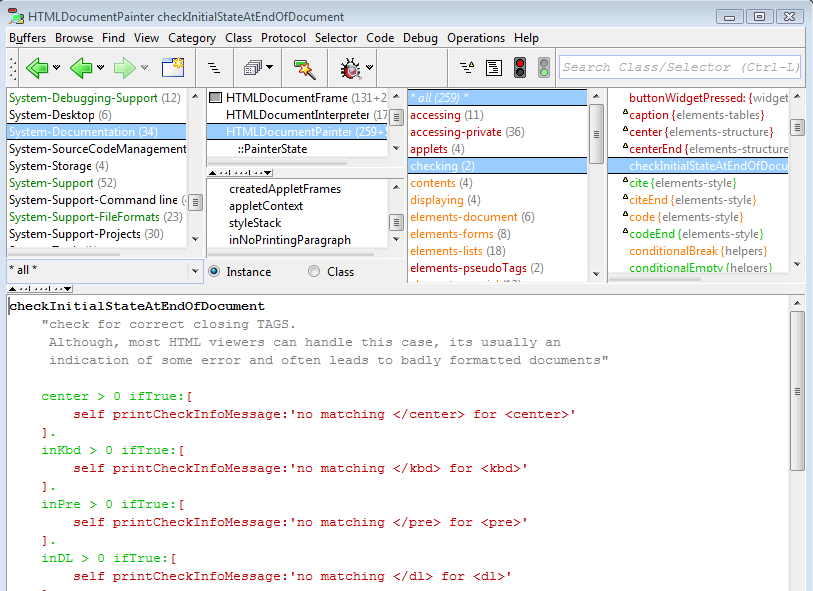 HTMLDocumentPainter checkInitialStateAtEndOfDocument
Buffers Browse Find View Category Class Protocol Selector Code Debug Operations Help
Search Class/Selector (Ctrl-L)
System-Debugging-Support (12)
System-Desktop (6)
System-Documentation (34)
System-SourceCodeManagement
System-Storage (4)
System-Support (52)
System-Support-Command line (
System-Support-FileFormats (23)
System-Support-Projects (30)
* all *
HTMLDocumentFrame (131+2
HTMLDocumentInterpreter (17
HTMLDocumentPainter (259+5
::PainterState
createdAppletFrames
appletContext
styleStack
inNoPrintingParagraph
Instance Class
* all (259) *
accessing (11)
accessing-private (36)
applets (4)
checking (2)
contents (4)
displaying (4)
elements-document (6)
elements-forms (8)
elements-lists (18)
elements-pseudoTags (2)
buttonWidgetPressed: {widget
caption {elements-tables}
center {elements-structure}
centerEnd {elements-structure
checkInitialStateAtEndOfDocu
cite {elements-style}
citeEnd {elements-style}
code {elements-style}
codeEnd {elements-style}
conditionalBreak {helpers}
conditionalEmpty {helpers}
checkInitialStateAtEndOfDocument
"check for correct closing TAGS.
Although, most HTML viewers can handle this case, its usually an
indication of some error and often leads to badly formatted documents"
center > 0 ifTrue:[
self printCheckInfoMessage:'no matching </center> for <center>'
].
inKbd > 0 ifTrue:[
self printCheckInfoMessage:'no matching </kbd> for <kbd>'
].
inPre > 0 ifTrue:[
self printCheckInfoMessage:'no matching </pre> for <pre>'
].
inDL > 0 ifTrue:[
self printCheckInfoMessage:'no matching </dl> for <dl>'